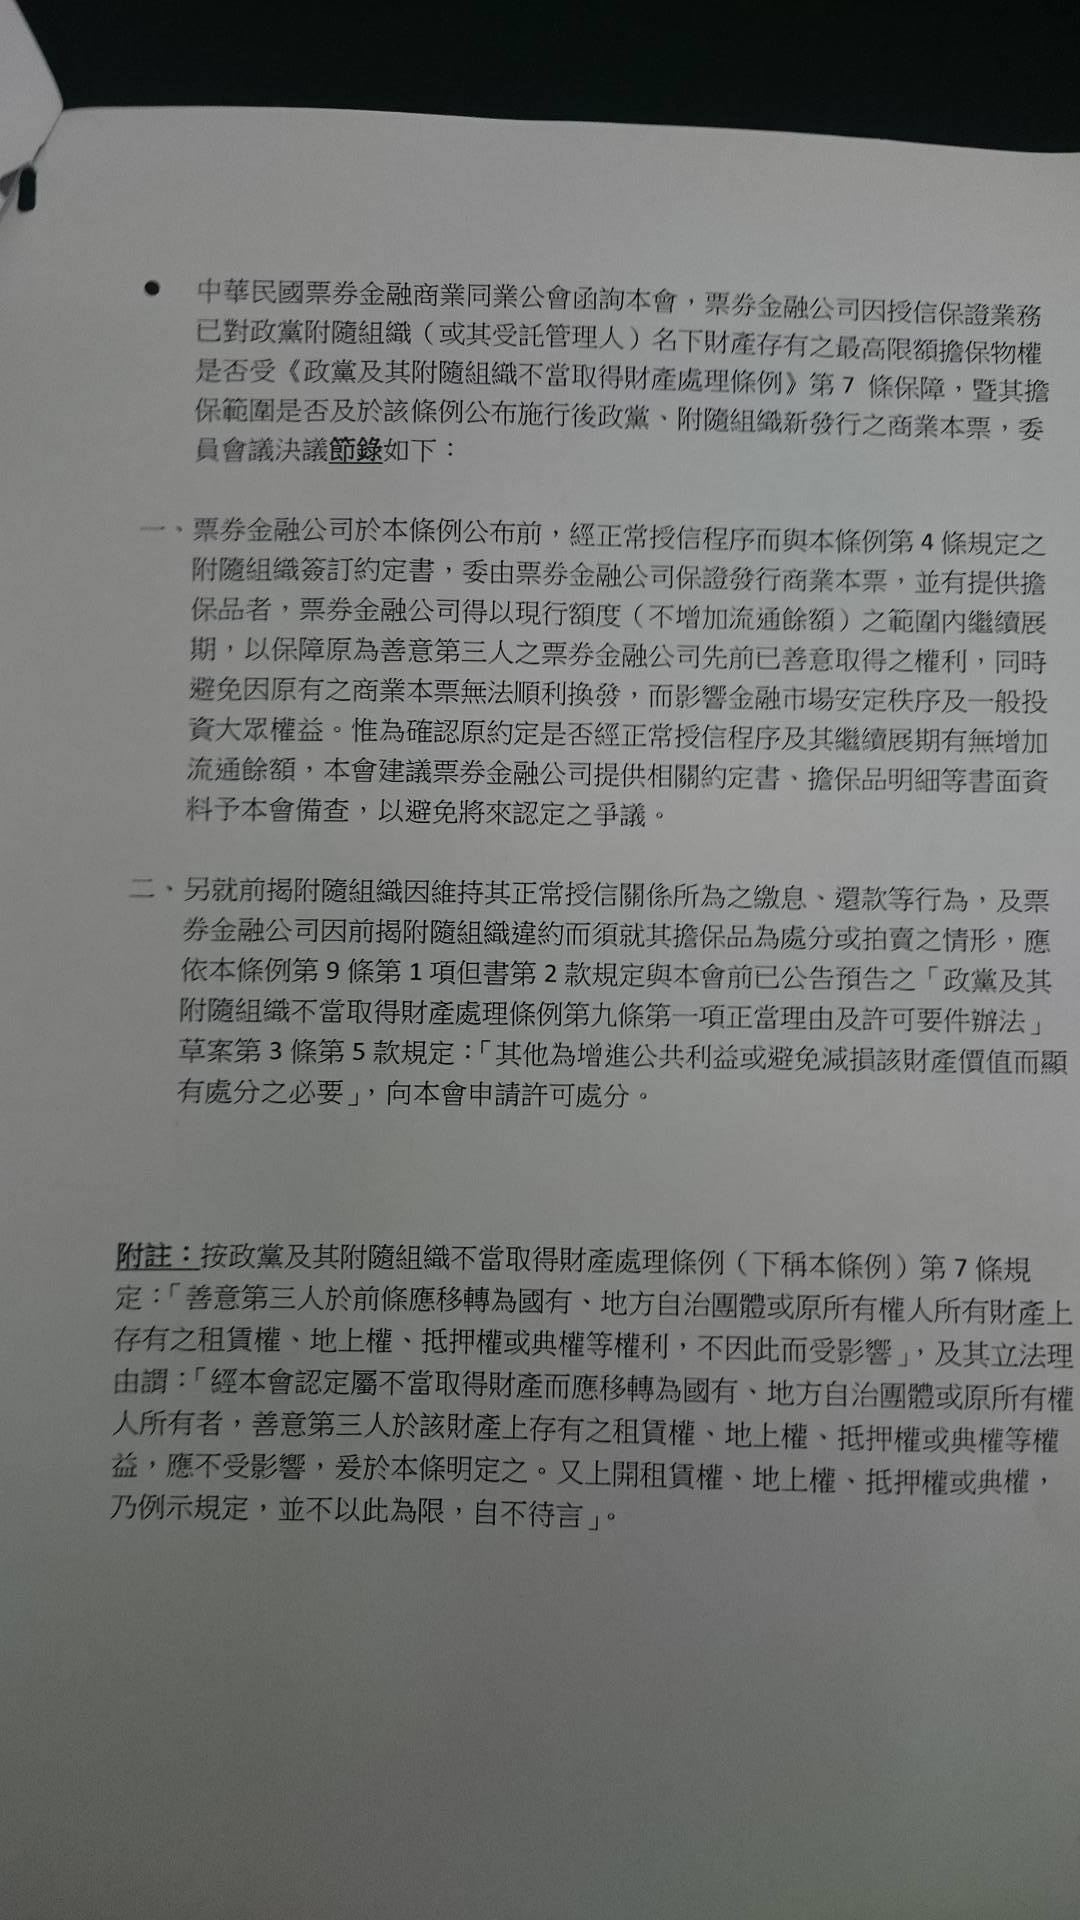 ● 中華民國票券金融商業同業公會函詢本會，票券金融公司因授信保證業務
已對政黨附隨組織（或其受託管理人）名下財產存有之最高限額擔保物權
是否受《政黨及其附隨組織不當取得財產處理條例》第 7 條保障，暨其擔
保範圍是否及於該條例公布施行後政黨、附隨組織新發行之商業本票，委
員會議決議節錄如下：
一、票券金融公司於本條例公布前，經正常授信程序而與本條例第 4 條規定之
附隨組織簽訂約定書，委由票券金融公司保證發行商業本票，並有提供擔
保品者，票券金融公司得以現行額度（不增加流通餘額）之範圍內繼續展
期，以保障原為善意第三人之票券金融公司先前已善意取得之權利，同時
避免因原有之商業本票無法順利換發，而影響金融市場安定秩序及一般投
資大眾權益。惟為確認原約定是否經正常授信程序及其繼續展期有無增加
流通餘額，本會建議票券金融公司提供相關約定書、擔保品明細等書面資
料予本會備查，以避免將來認定之爭議。
二、另就前揭附隨組織因維持其正常授信關係所為之繳息、還款等行為，及票
券金融公司因前揭附隨組織違約而須就其擔保品為處分或拍賣之情形，應
依本條例第 9 條第 1 項但書第 2 款規定與本會前已公告預告之「政黨及其
附隨組織不當取得財產處理條例第九條第一項正當理由及許可要件辦法」
草案第 3 條第 5 款規定：「其他為增進公共利益或避免減損該財產價值而顯
有處分之必要」，向本會申請許可處分。
附註：按政黨及其附隨組織不當取得財產處理條例（下稱本條例）第 7 條規
定：「善意第三人於前條應移轉為國有、地方自治團體或原所有權人所有財產上
存有之租賃權、地上權、抵押權或典權等權利，不因此而受影響」，及其立法理
由謂：「經本會認定屬不當取得財產而應移轉為國有、地方自治團體或原所有權
人所有者，善意第三人於該財產上存有之租賃權、地上權、抵押權或典權等權
益，應不受影響，爰於本條明定之。又上開租賃權、地上權、抵押權或典權，
乃例示規定，並不以此為限，自不待言」。